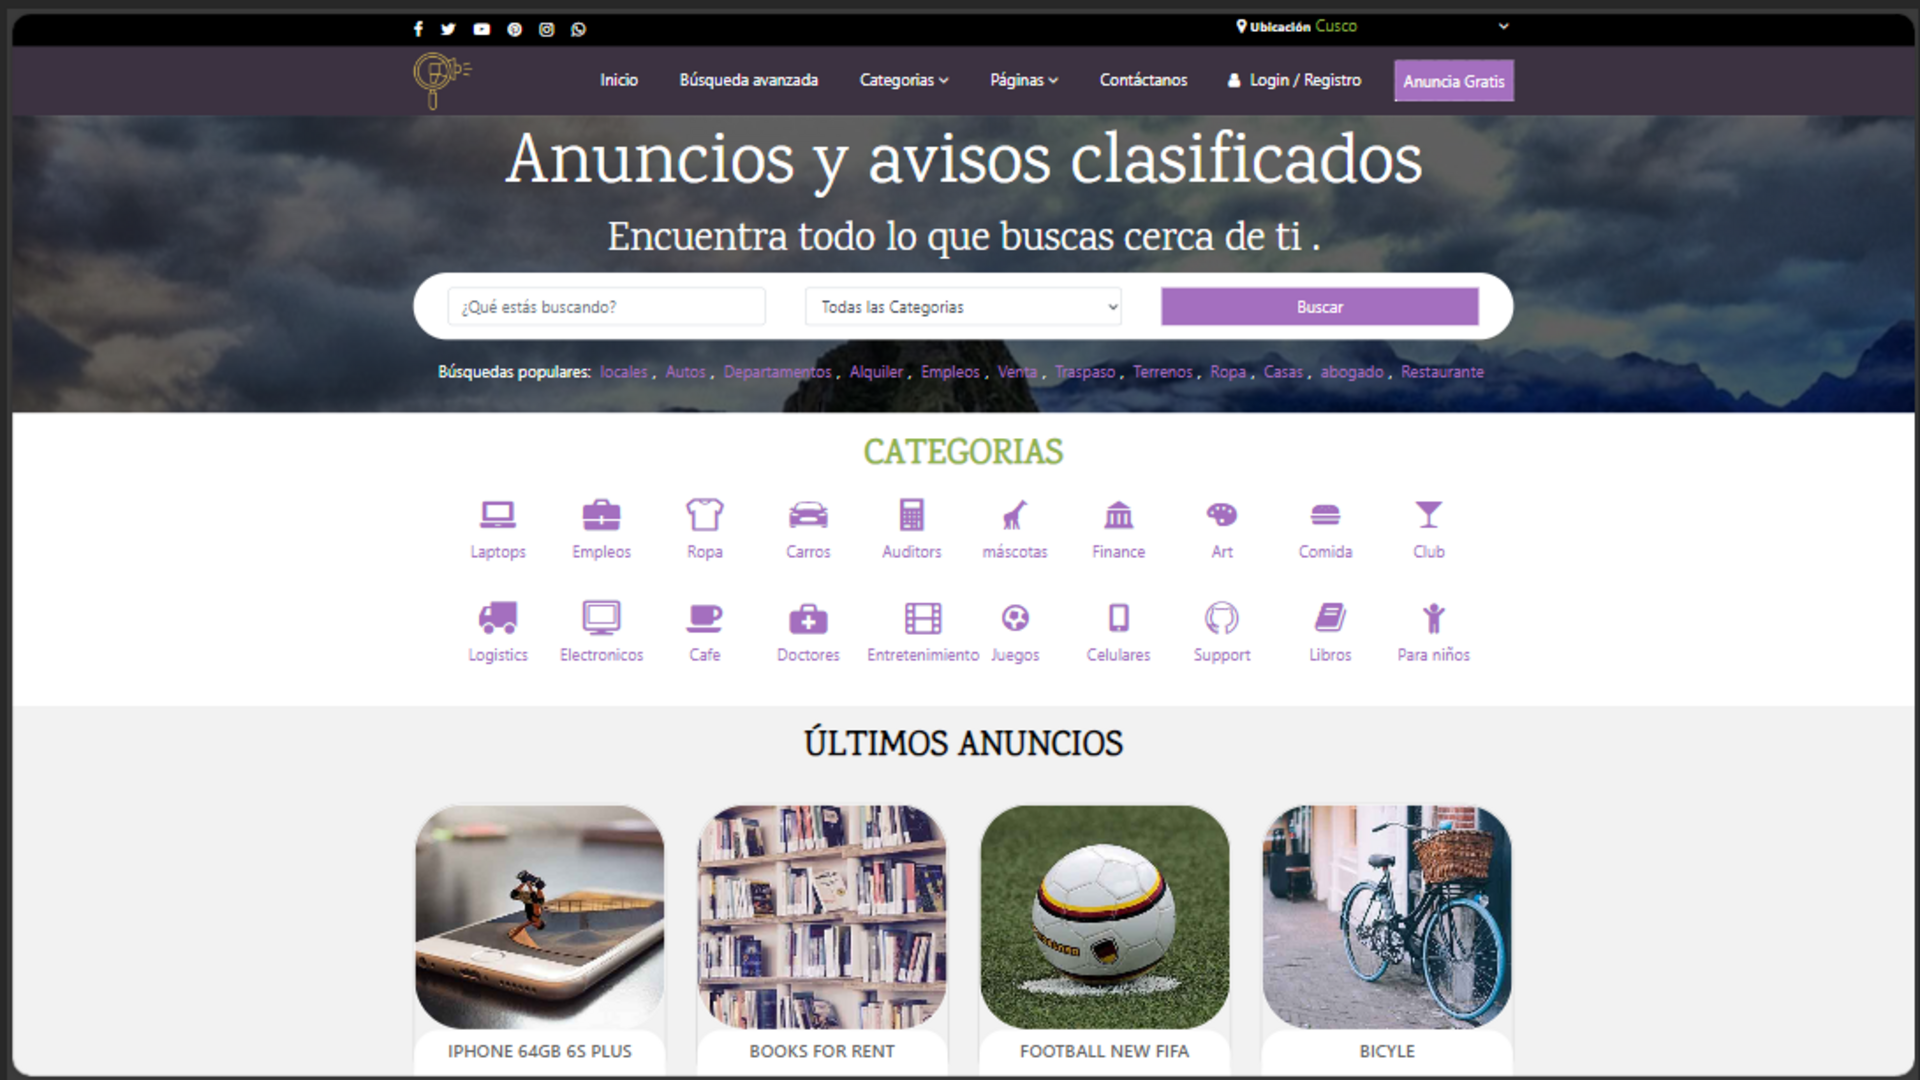 Ubicación Cusco
Inicio Búsqueda avanzada Categorias Páginas Contáctanos Login / Registro Anuncia Gratis
Anuncios y avisos clasificados
Encuentra todo lo que buscas cerca de ti .
¿Qué estás buscando? Todas las Categorias Buscar
Búsquedas populares: locales , Autos , Departamentos , Alquiler , Empleos , Venta , Traspaso , Terrenos , Ropa , Casas , abogado , Restaurante
CATEGORIAS
Laptops Empleos Ropa Carros Auditors máscotas Finance Art Comida Club
Logistics Electronicos Cafe Doctores Entretenimiento Juegos Celulares Support Libros Para niños
ÚLTIMOS ANUNCIOS
IPHONE 64GB 6S PLUS BOOKS FOR RENT FOOTBALL NEW FIFA BICYLE